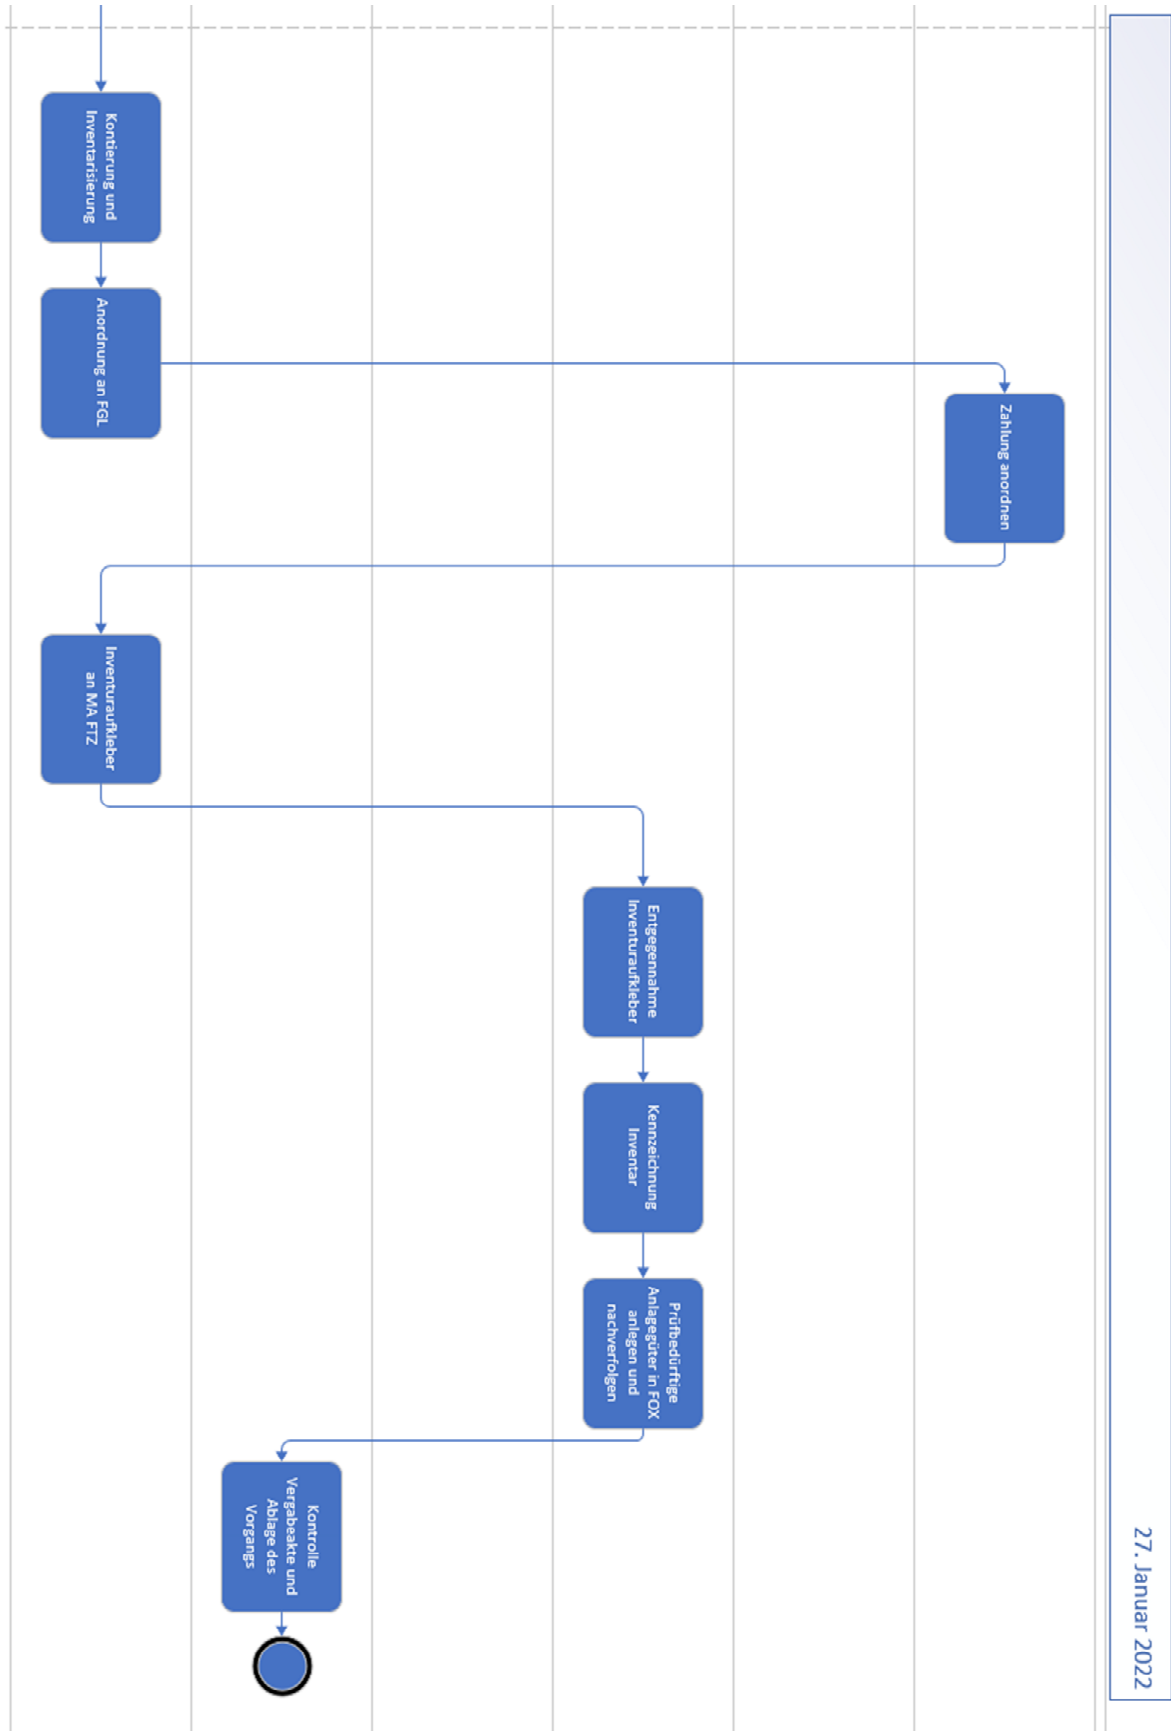 27. Januar 2022
Kontierung und
Inventarisierung
Anordnung an FGL
Zahlung anordnen
Inventuraufkleber
an MA FTZ
Entgegennahme
Inventuraufkleber
Kennzeichnung
Inventar
Prüfbedürftige
Anlagegüter in FOX
anlegen und
nachverfolgen
Kontrolle
Vergabeakte und
Ablage des
Vorgangs